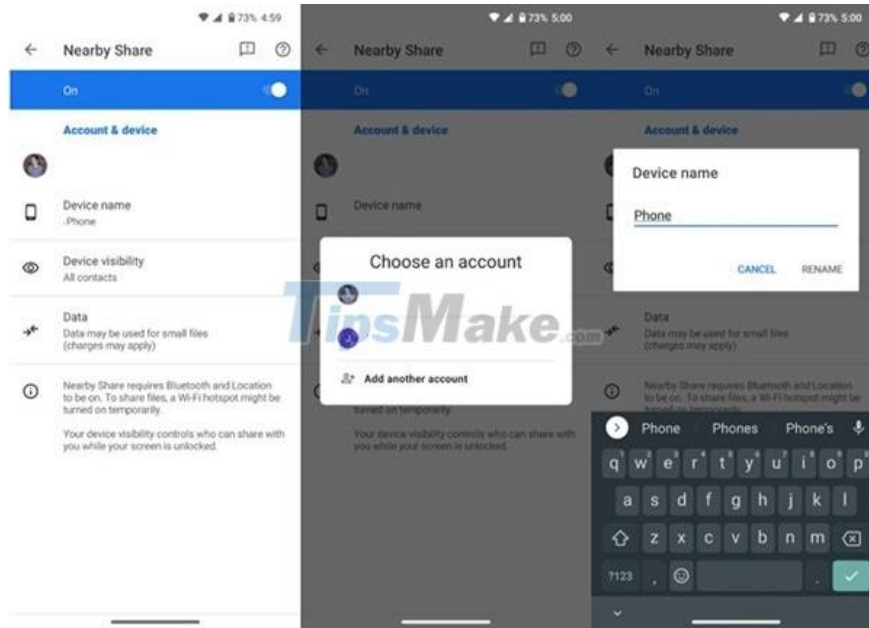 73% 4:59
Nearby Share
On
Account & device
Device name
.Phone
Device visibility
All contacts
Data
Data may be used for small files
(charges may apply)
Nearby Share requires Bluetooth and Location
to be on. To share files, a Wi-Fi hotspot might be
turned on temporarily.
Your device visibility controls who can share with
you while your screen is unlocked.
73% 5:00
Nearby Share
On
Account & device
Device name
Choose an account
J
Add another account
turned on temporarily.
Your device visibility controls who can share with
you while your screen is unlocked.
TipsMake.com
73% 5:00
Nearby Share
On
Account & device
Device name
Phone
CANCEL RENAME
Data
Data may be used for small files
(charges may apply)
Nearby Share requires Bluetooth and Location
to be on. To share files, a Wi-Fi hotspot might be
Phone Phones Phone's
q w e r t y u i o p
a s d f g h j k l
z x c v b n m
?123 , .